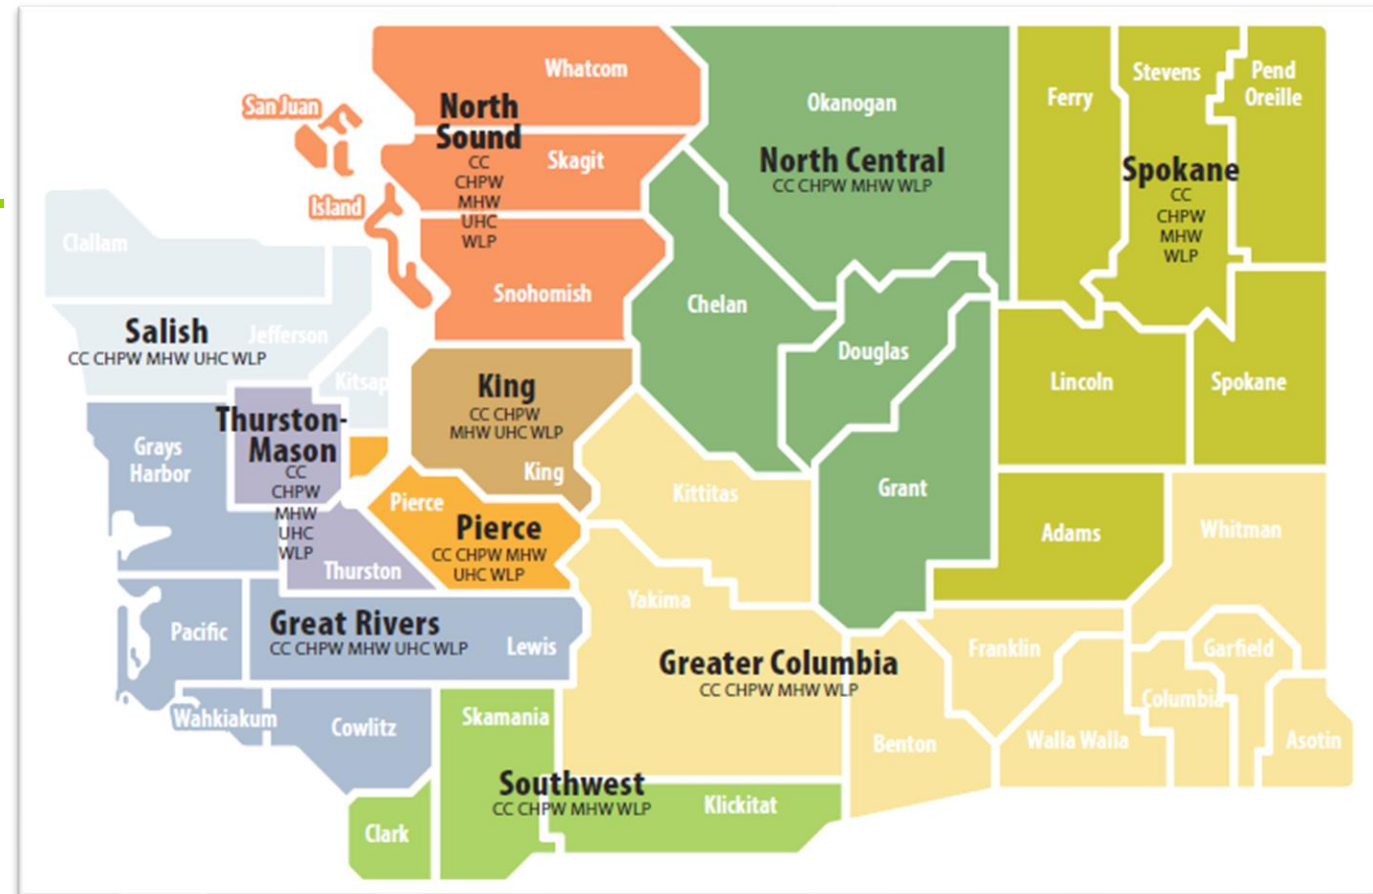 Whatcom
San Juan
North
Sound
CC
CHPW
MHW
UHC
WLP
Skagit
Island
Snohomish
Okanogan
North Central
CC CHPW MHW WLP
Chelan
Douglas
Grant
Ferry
Stevens
Pend
Oreille
Spokane
CC
CHPW
MHW
WLP
Lincoln
Spokane
Adams
Clallam
Salish
CC CHPW MHW UHC WLP
Jefferson
Kitsap
King
CC CHPW
MHW UHC WLP
King
Thurston-
Mason
CC
CHPW
MHW
UHC
WLP
Thurston
Grays
Harbor
Pierce
Pierce
CC CHPW MHW
UHC WLP
Kittitas
Yakima
Whitman
Pacific
Great Rivers
CC CHPW MHW UHC WLP
Lewis
Wahkiakum
Cowlitz
Greater Columbia
CC CHPW MHW WLP
Franklin
Garfield
Columbia
Benton
Walla Walla
Asotin
Skamania
Southwest
CC CHPW MHW WLP
Klickitat
Clark